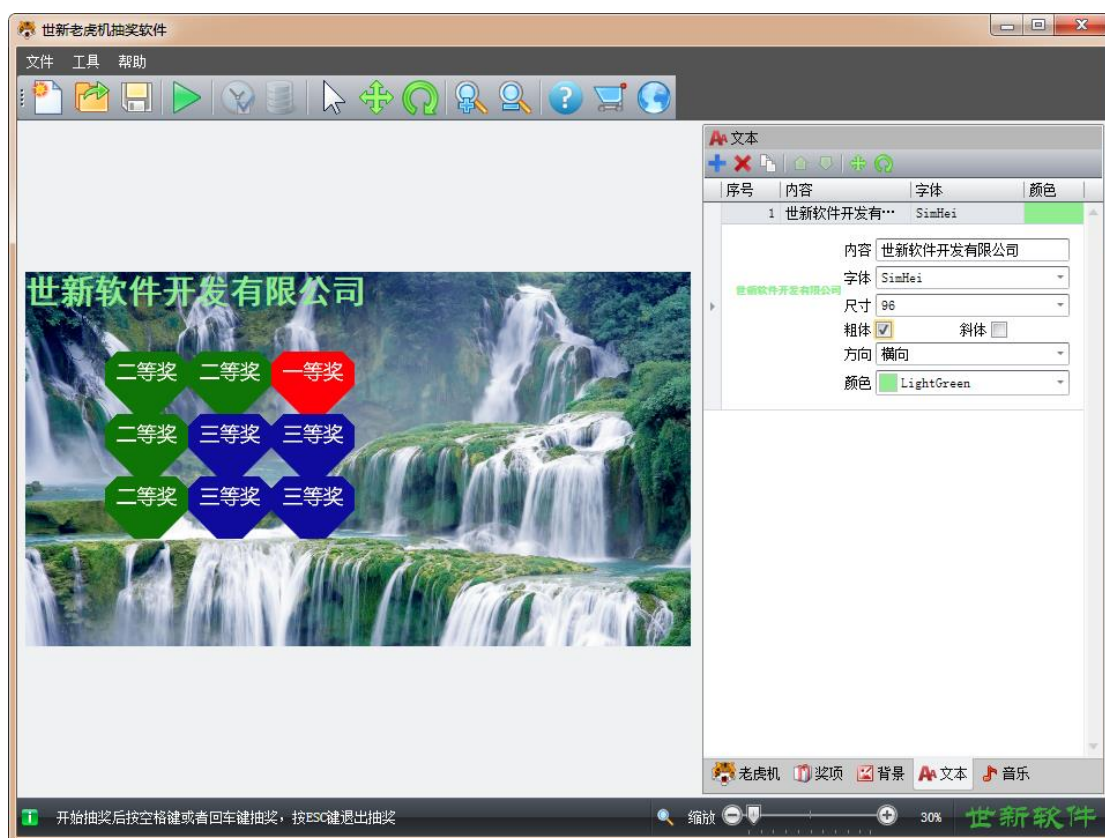 世新老虎机抽奖软件
文件 工具 帮助
文本
序号 内容 字体 颜色
1 世新软件开发有… SimHei
内容 世新软件开发有限公司
字体 SimHei
世新软件开发有限公司
尺寸 96
粗体 斜体
方向 横向
颜色 LightGreen
世新软件开发有限公司
二等奖 二等奖 一等奖
二等奖 三等奖 三等奖
二等奖 三等奖 三等奖
老虎机 奖项 背景 文本 音乐
开始抽奖后按空格键或者回车键抽奖，按ESC键退出抽奖 缩放 30% 世新软件